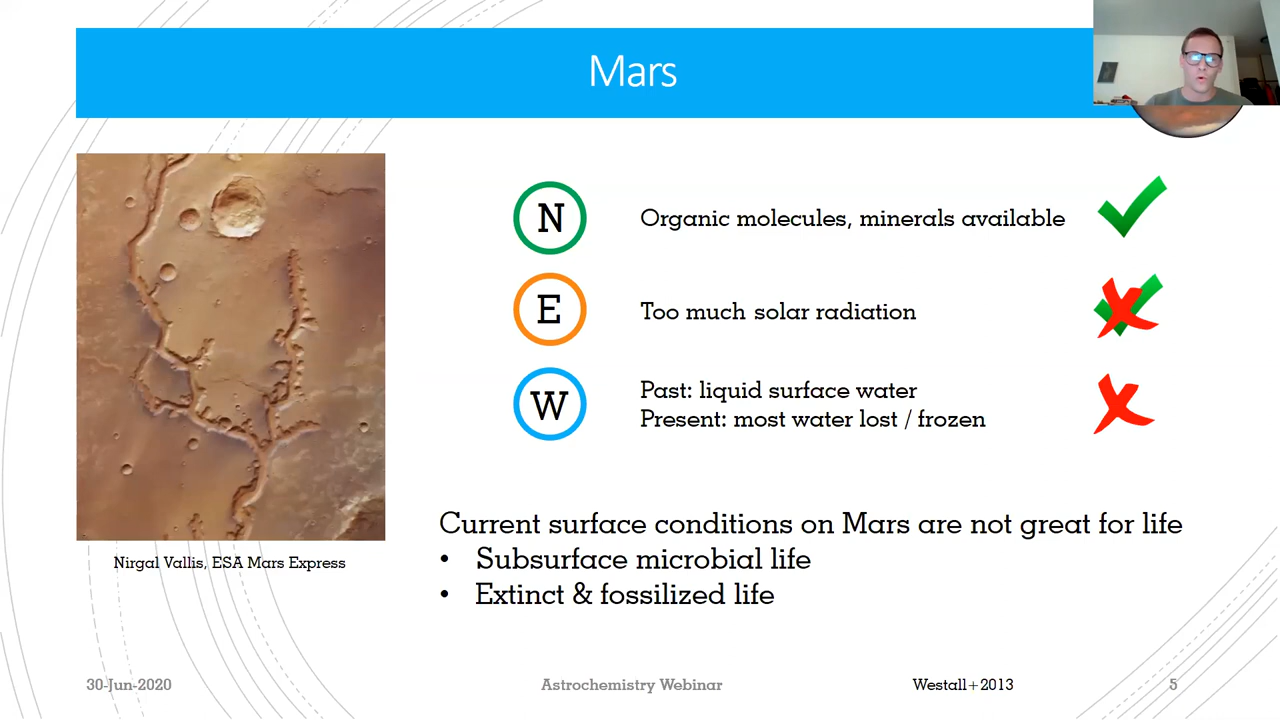 Mars
N
Organic molecules, minerals available
E
Too much solar radiation
W
Past: liquid surface water
Present: most water lost / frozen
Current surface conditions on Mars are not great for life
• Subsurface microbial life
• Extinct & fossilized life
Nirgal Vallis, ESA Mars Express
30-Jun-2020
Astrochemistry Webinar
Westall+2013
5